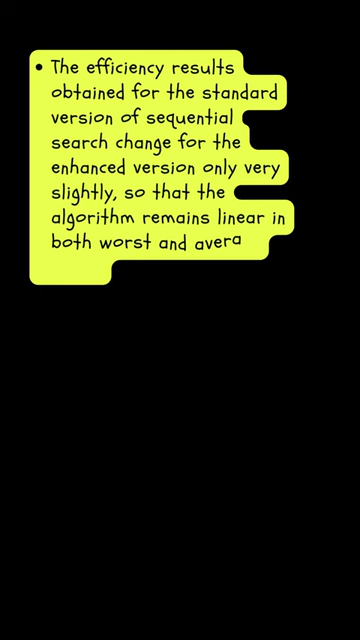 • The efficiency results
obtained for the standard
version of sequential
search change for the
enhanced version only very
slightly, so that the
algorithm remains linear in
both worst and avera